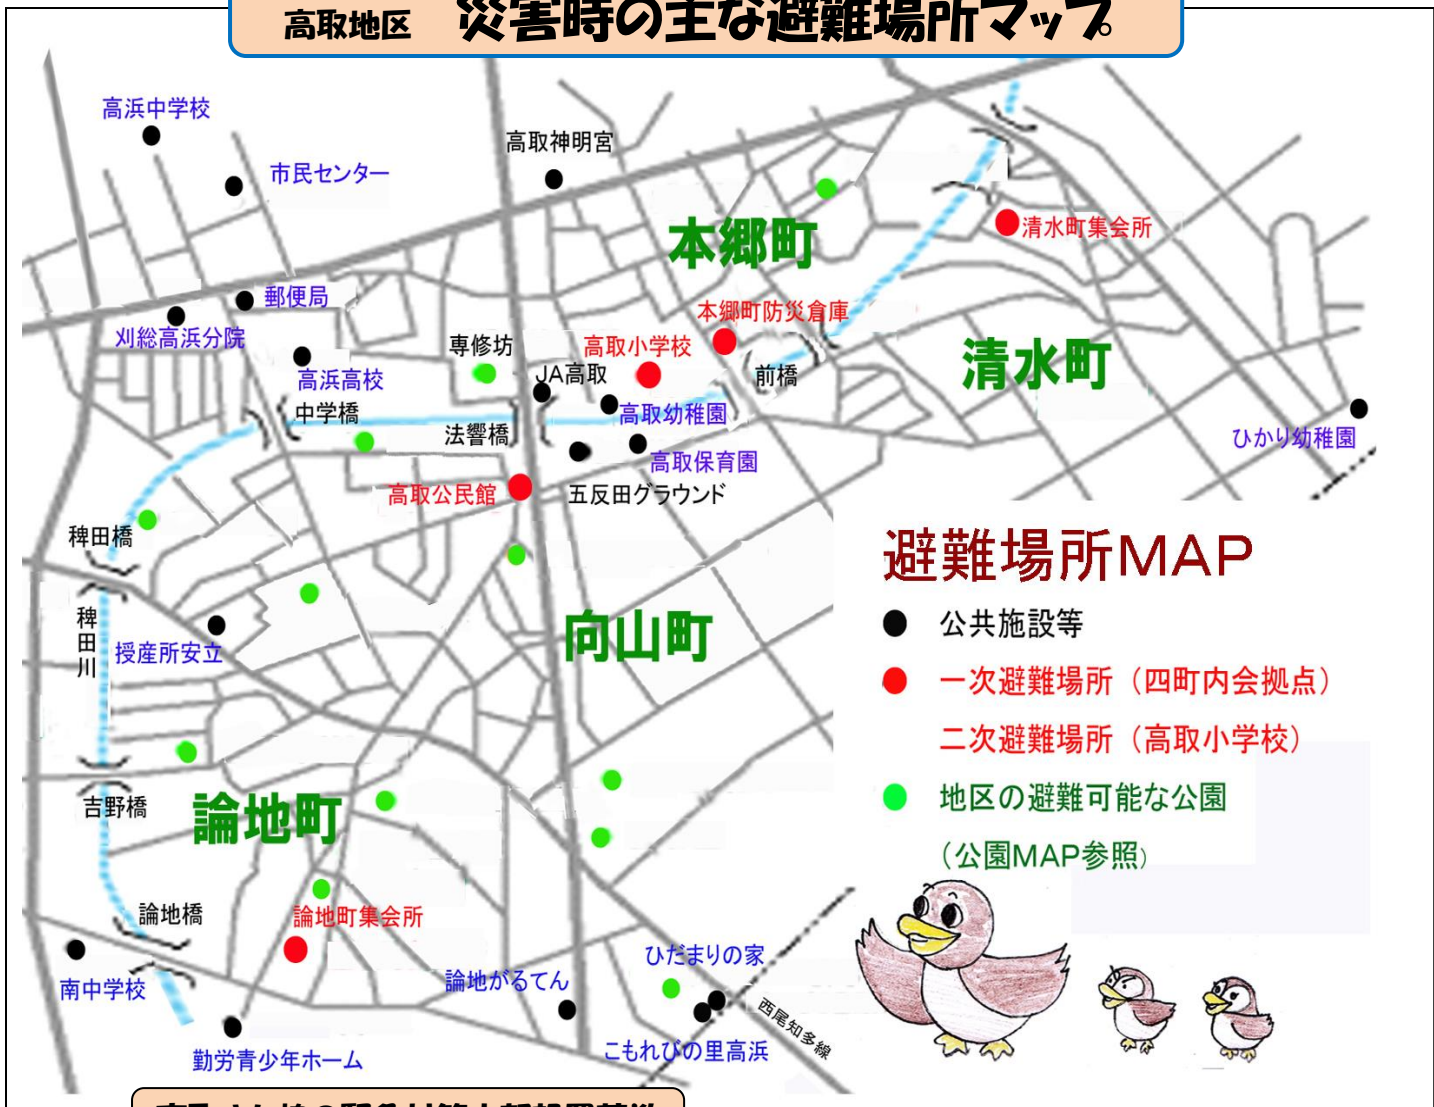 高取地区 災害時の主な避難場所マップ
高浜中学校
市民センター
高取神明宮
本郷町
清水町集会所
郵便局
刈総高浜分院
本郷町防災倉庫
専修坊
高取小学校
高浜高校
JA高取
前橋
清水町
中学橋
高取幼稚園
法響橋
ひかり幼稚園
高取保育園
高取公民館
五反田グラウンド
稗田橋
避難場所MAP
公共施設等
一次避難場所（四町内会拠点）
二次避難場所（高取小学校）
地区の避難可能な公園
（公園MAP参照）
稗田川
授産所安立
向山町
吉野橋
論地町
論地橋
論地町集会所
南中学校
論地がるてん
ひだまりの家
西尾知多線
勤労青少年ホーム
こもれびの里高浜